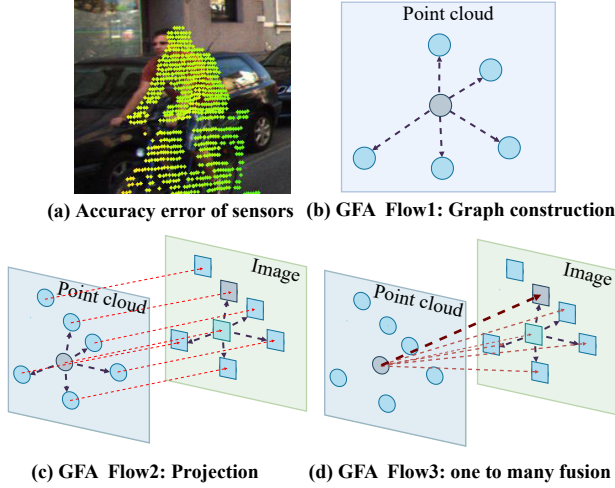 Point cloud
(a) Accuracy error of sensors
(b) GFA Flow1: Graph construction
Point cloud
Image
Point cloud
Image
(c) GFA Flow2: Projection
(d) GFA Flow3: one to many fusion